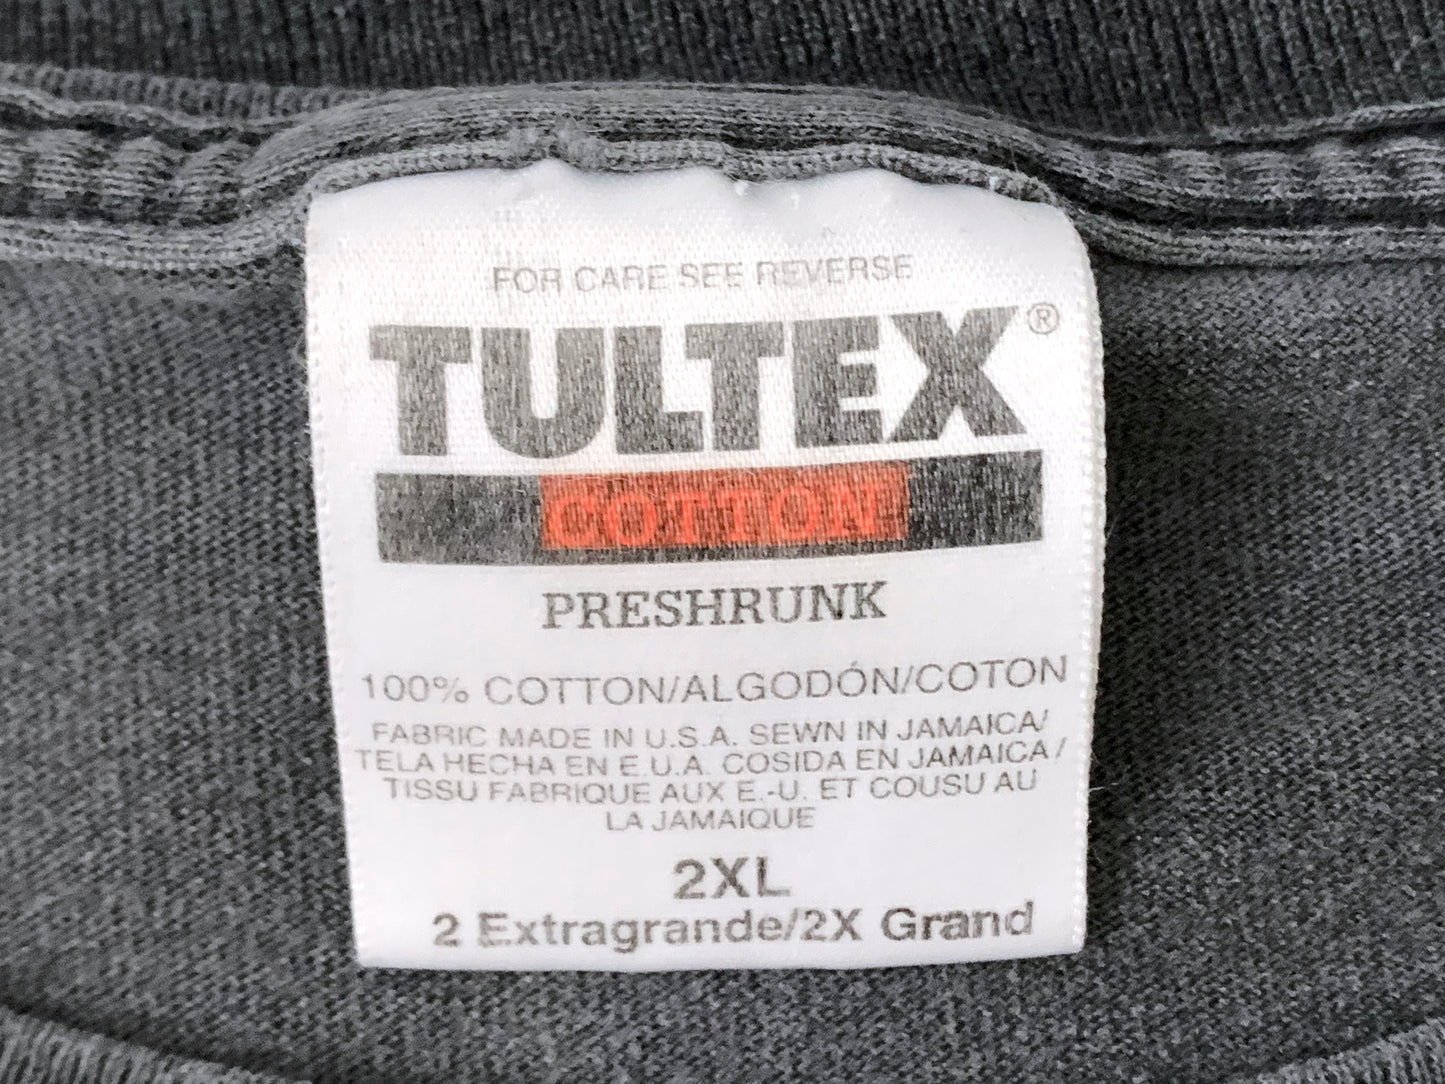 FOR CARE SEE REVERSE
TULTEX®
COTTON
PRESHRUNK
100% COTTON/ALGODÓN/COTON
FABRIC MADE IN U.S.A. SEWN IN JAMAICA/
TELA HECHA EN E.U.A. COSIDA EN JAMAICA/
TISSU FABRIQUE AUX E.-U. ET COUSU AU
LA JAMAIQUE
2XL
2 Extragrande/2X Grand